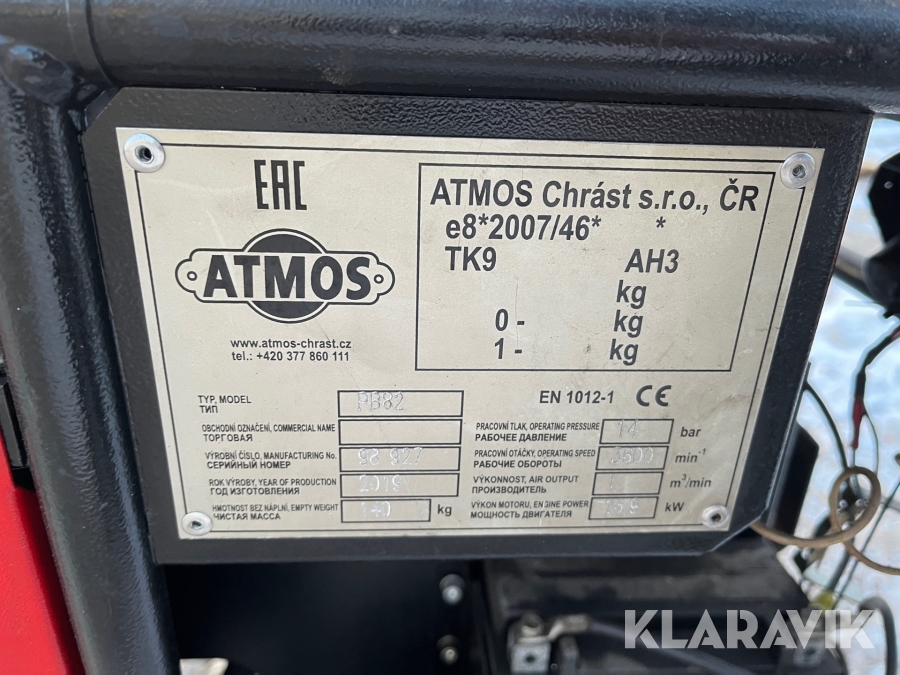 EAC
ATMOS
www.atmos-chrast.cz
tel.: +420 377 860 111
ATMOS Chrást s.r.o., ČR
e8*2007/46* *
TK9 AH3
kg
0 - kg
1 - kg
TYP, MODEL PB82
ТИП
EN 1012-1 CE
OBCHODNÍ OZNAČENÍ, COMMERCIAL NAME
ТОРГОВАЯ
VÝROBNÍ ČÍSLO, MANUFACTURING No.
СЕРИЙНЫЙ НОМЕР
ROK VÝROBY, YEAR OF PRODUCTION 2019
ГОД ИЗГОТОВЛЕНИЯ
HMOTNOST BEZ NÁPLNÍ, EMPTY WEIGHT kg
ЧИСТАЯ МАССА
PRACOVNÍ TLAK, OPERATING PRESSURE 14 bar
РАБОЧЕЕ ДАВЛЕНИЕ
PRACOVNÍ OTÁČKY, OPERATING SPEED 3600 min⁻¹
РАБОЧИЕ ОБОРОТЫ
VÝKONNOST, AIR OUTPUT m³/min
ПРОИЗВОДИТЕЛЬ
VÝKON MOTORU, ENGINE POWER kW
МОЩНОСТЬ ДВИГАТЕЛЯ
KLARAVIK